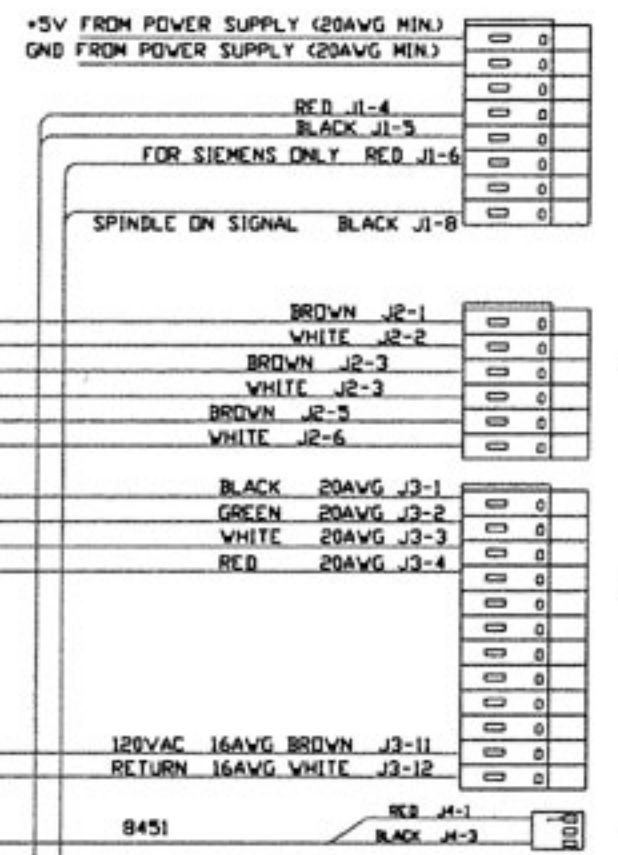 +5V FROM POWER SUPPLY (20AWG MIN.)
GND FROM POWER SUPPLY (20AWG MIN.)
RED J1-4
BLACK J1-5
FOR SIEMENS ONLY RED J1-6
SPINDLE ON SIGNAL BLACK J1-8
BROWN J2-1
WHITE J2-2
BROWN J2-3
WHITE J2-3
BROWN J2-5
WHITE J2-6
BLACK 20AWG J3-1
GREEN 20AWG J3-2
WHITE 20AWG J3-3
RED 20AWG J3-4
120VAC 16AWG BROWN J3-11
RETURN 16AWG WHITE J3-12
RED J4-1
8451
BLACK J4-3